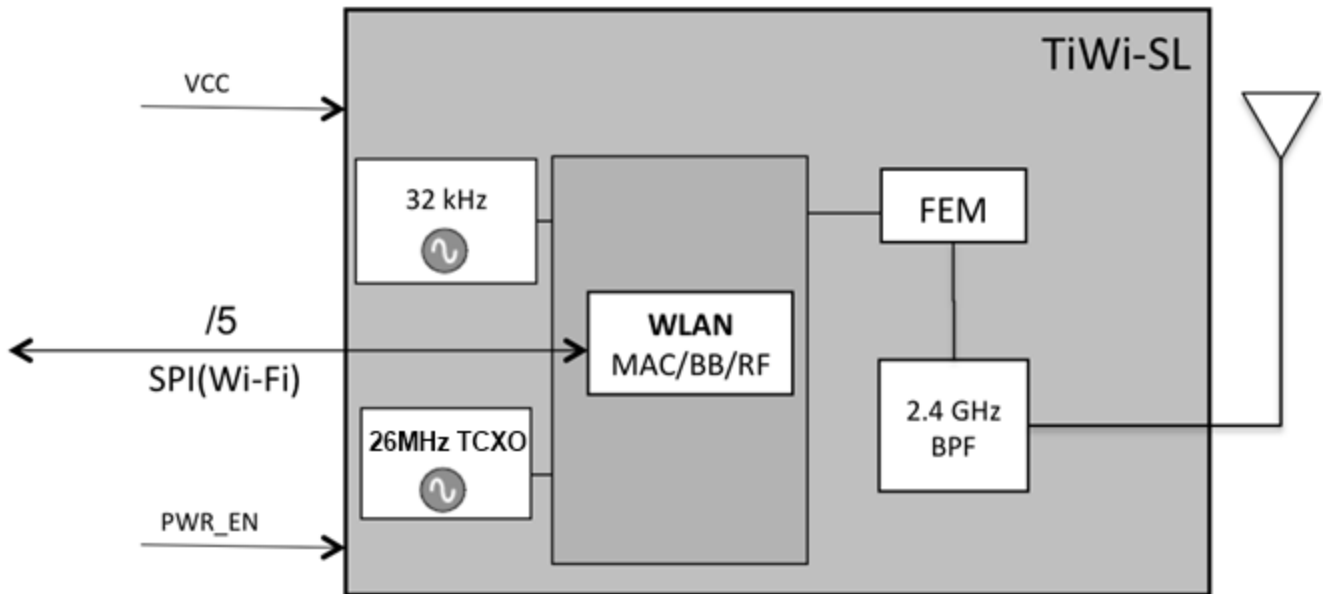 TiWi-SL
VCC
32 kHz
FEM
/5
SPI(Wi-Fi)
WLAN
MAC/BB/RF
2.4 GHz
BPF
26MHz TCXO
PWR_EN